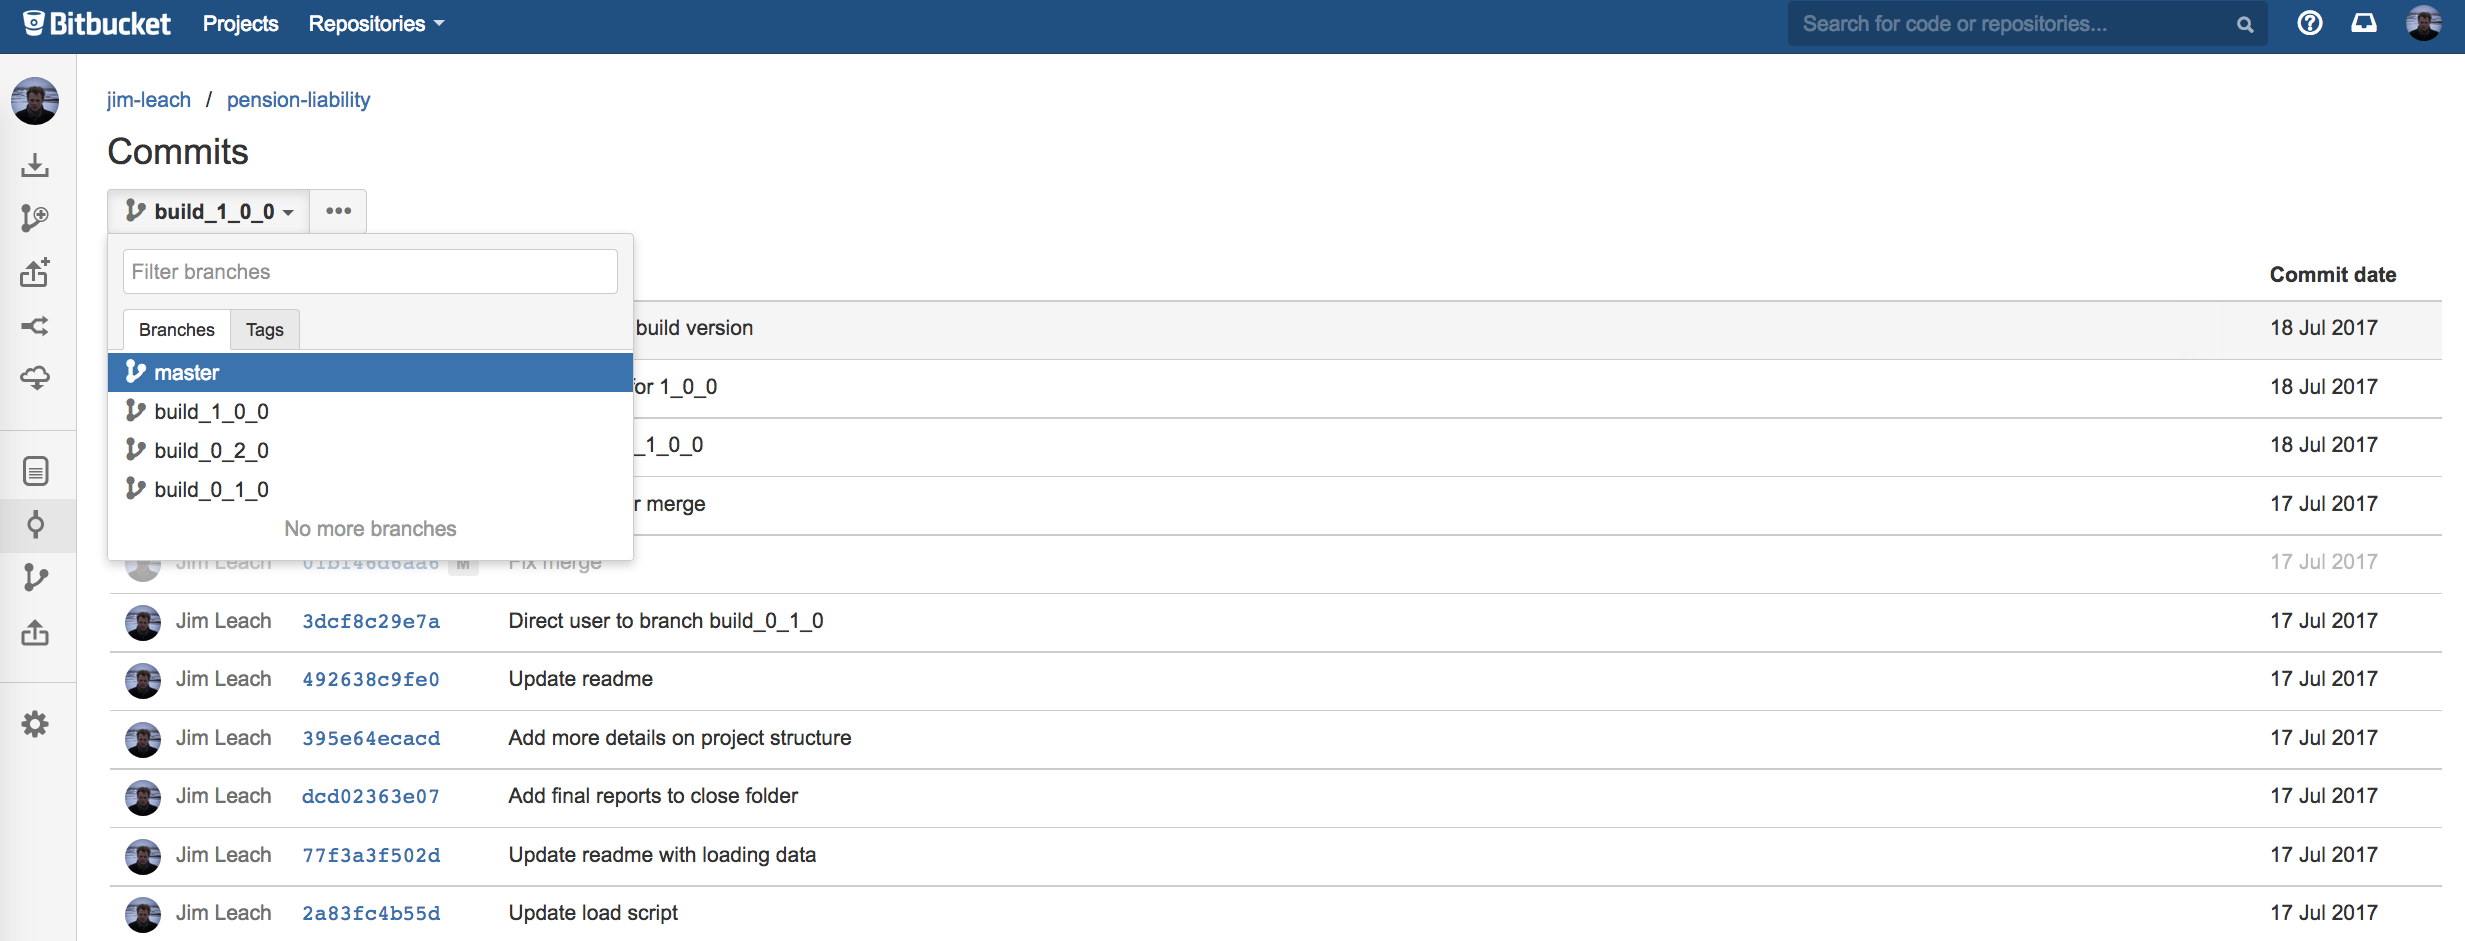 Bitbucket Projects Repositories Search for code or repositories...
jim-leach / pension-liability
Commits
build_1_0_0
Filter branches
Commit date
Branches Tags
build version 18 Jul 2017
master
or 1_0_0 18 Jul 2017
build_1_0_0
_1_0_0 18 Jul 2017
build_0_2_0
build_0_1_0
r merge 17 Jul 2017
No more branches
Jim Leach 01bf46d6aa6 M Fix merge 17 Jul 2017
Jim Leach 3dcf8c29e7a Direct user to branch build_0_1_0 17 Jul 2017
Jim Leach 492638c9fe0 Update readme 17 Jul 2017
Jim Leach 395e64ecacd Add more details on project structure 17 Jul 2017
Jim Leach dcd02363e07 Add final reports to close folder 17 Jul 2017
Jim Leach 77f3a3f502d Update readme with loading data 17 Jul 2017
Jim Leach 2a83fc4b55d Update load script 17 Jul 2017